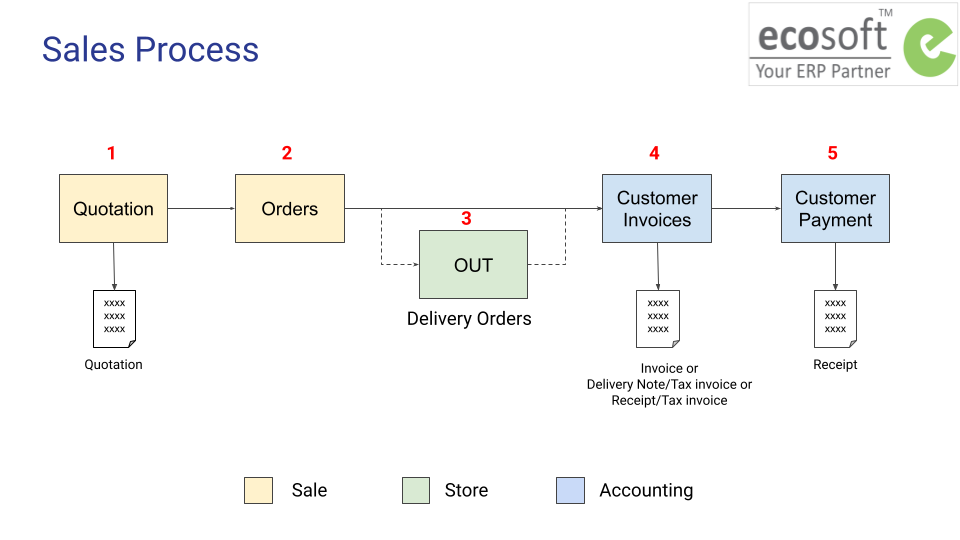 Sales Process
ecosoft™
Your ERP Partner
1
2
4
5
Quotation
Orders
Customer
Invoices
Customer
Payment
3
OUT
Delivery Orders
xxxx
xxxx
xxxx
Quotation
xxxx
xxxx
xxxx
Invoice or
Delivery Note/Tax invoice or
Receipt/Tax invoice
xxxx
xxxx
xxxx
Receipt
Sale
Store
Accounting